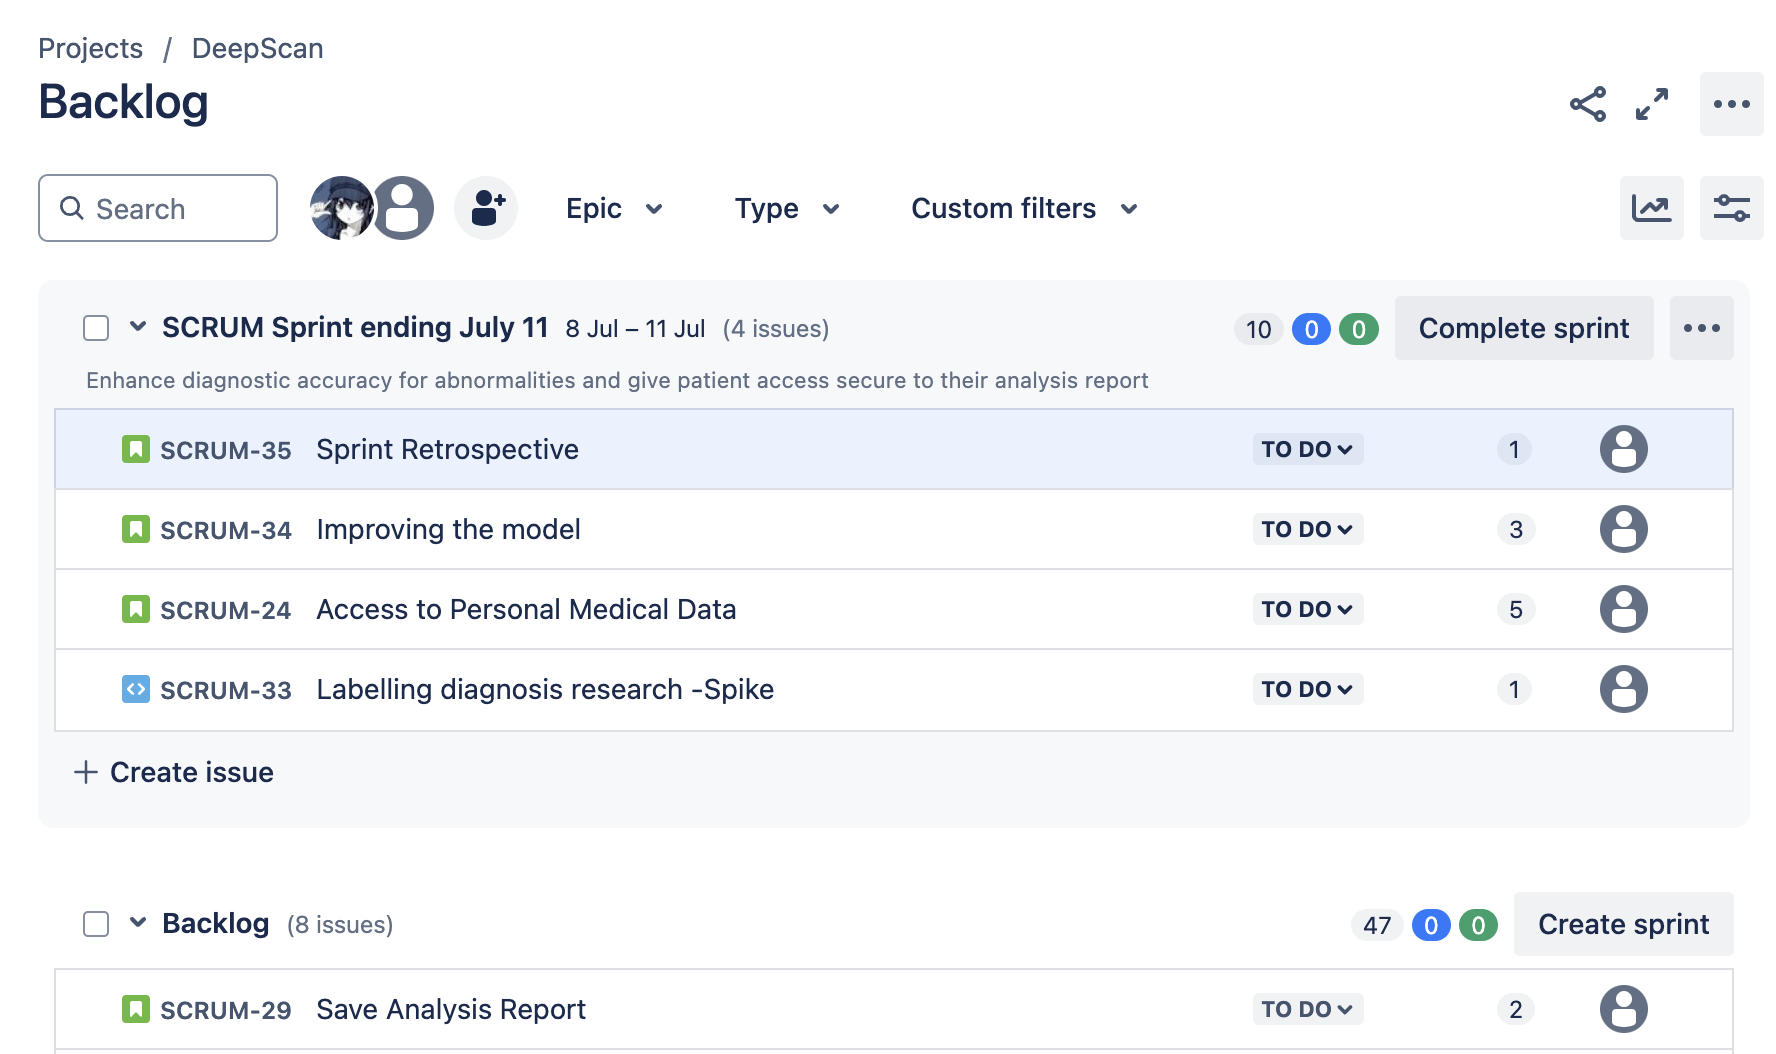 Projects / DeepScan
Backlog
Search Epic Type Custom filters
SCRUM Sprint ending July 11 8 Jul – 11 Jul (4 issues) 10 0 0 Complete sprint
Enhance diagnostic accuracy for abnormalities and give patient access secure to their analysis report
SCRUM-35 Sprint Retrospective TO DO 1
SCRUM-34 Improving the model TO DO 3
SCRUM-24 Access to Personal Medical Data TO DO 5
SCRUM-33 Labelling diagnosis research -Spike TO DO 1
+ Create issue
Backlog (8 issues) 47 0 0 Create sprint
SCRUM-29 Save Analysis Report TO DO 2